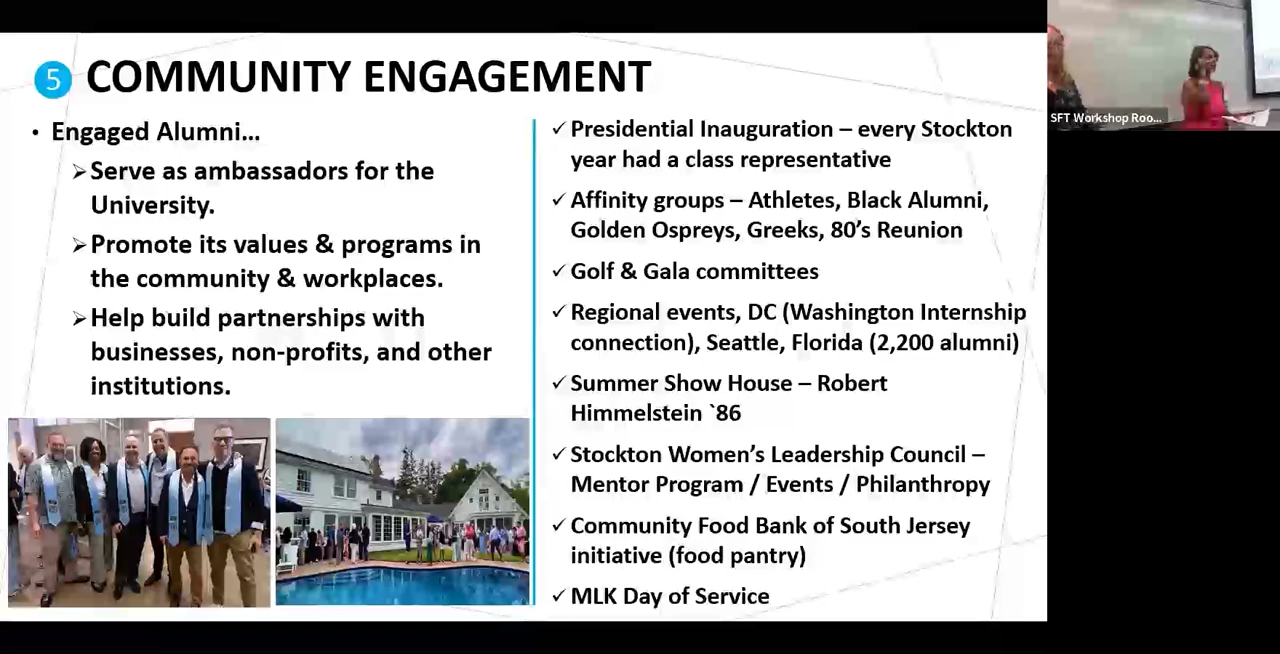 5 COMMUNITY ENGAGEMENT
• Engaged Alumni…
Serve as ambassadors for the
University.
Promote its values & programs in
the community & workplaces.
Help build partnerships with
businesses, non-profits, and other
institutions.
✓ Presidential Inauguration – every Stockton
year had a class representative
✓ Affinity groups – Athletes, Black Alumni,
Golden Ospreys, Greeks, 80’s Reunion
✓ Golf & Gala committees
✓ Regional events, DC (Washington Internship
connection), Seattle, Florida (2,200 alumni)
✓ Summer Show House – Robert
Himmelstein `86
✓ Stockton Women’s Leadership Council –
Mentor Program / Events / Philanthropy
✓ Community Food Bank of South Jersey
initiative (food pantry)
✓ MLK Day of Service
SFT Workshop Roo...